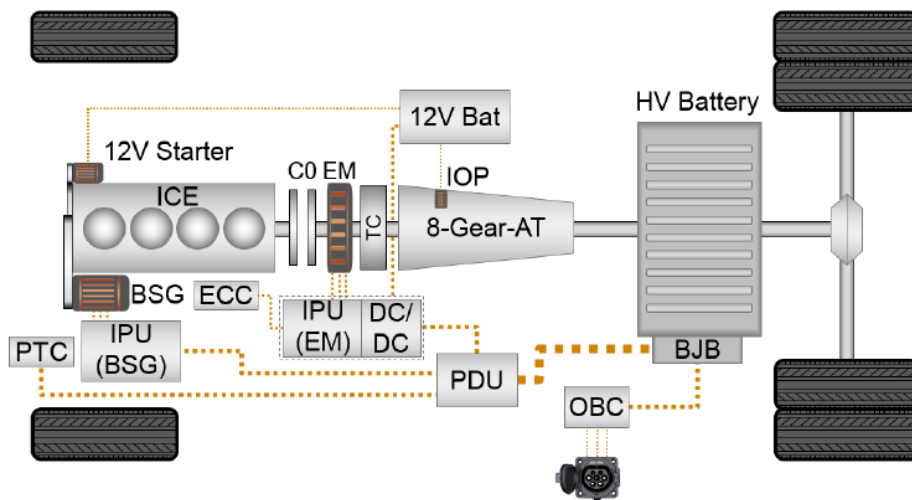 12V Bat
HV Battery
12V Starter
C0 EM
IOP
ICE
TC
8-Gear-AT
BSG
ECC
IPU
(EM)
DC/
DC
IPU
(BSG)
PTC
PDU
BJB
OBC